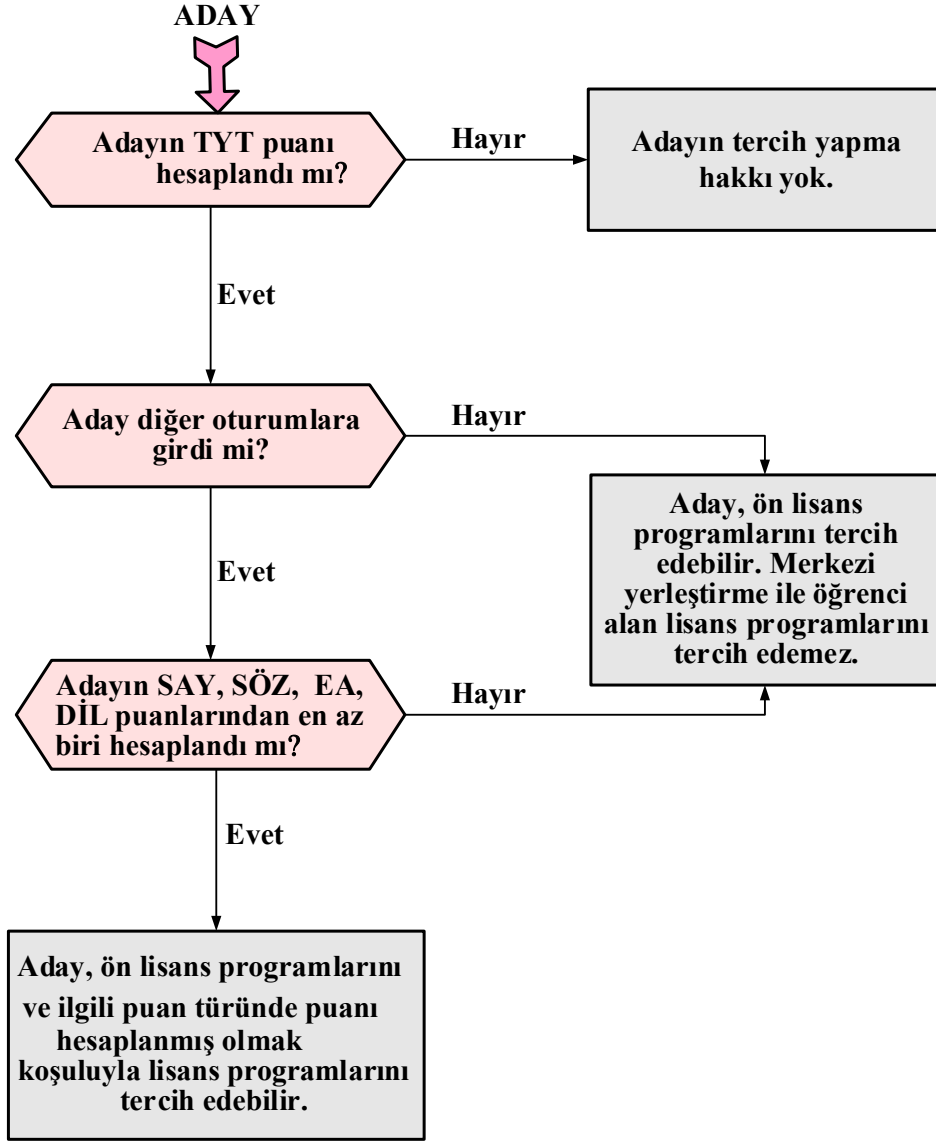 ADAY
Adayın TYT puanı
hesaplandı mı?
Hayır
Adayın tercih yapma
hakkı yok.
Evet
Aday diğer oturumlara
girdi mi?
Hayır
Aday, ön lisans
programlarını tercih
edebilir. Merkezi
yerleştirme ile öğrenci
alan lisans programlarını
tercih edemez.
Evet
Adayın SAY, SÖZ, EA,
DİL puanlarından en az
biri hesaplandı mı?
Hayır
Evet
Aday, ön lisans programlarını
ve ilgili puan türünde puanı
hesaplanmış olmak
koşuluyla lisans programlarını
tercih edebilir.